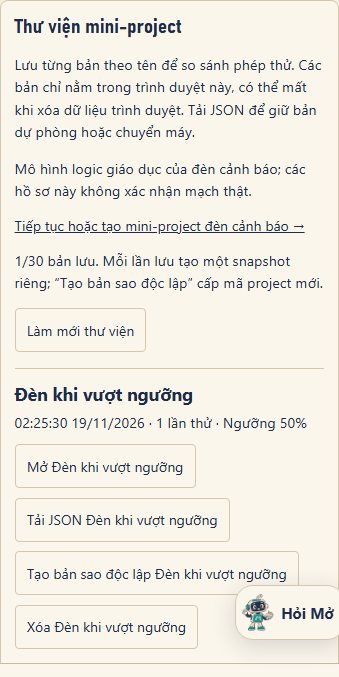 Thư viện mini-project
Lưu từng bản theo tên để so sánh phép thử. Các
bản chỉ nằm trong trình duyệt này, có thể mất
khi xóa dữ liệu trình duyệt. Tải JSON để giữ bản
dự phòng hoặc chuyển máy.
Mô hình logic giáo dục của đèn cảnh báo; các
hồ sơ này không xác nhận mạch thật.
Tiếp tục hoặc tạo mini-project đèn cảnh báo →
1/30 bản lưu. Mỗi lần lưu tạo một snapshot
riêng; “Tạo bản sao độc lập” cấp mã project mới.
Làm mới thư viện
Đèn khi vượt ngưỡng
02:25:30 19/11/2026 · 1 lần thử · Ngưỡng 50%
Mở Đèn khi vượt ngưỡng
Tải JSON Đèn khi vượt ngưỡng
Tạo bản sao độc lập Đèn khi vượt ngưỡng
Hỏi Mở
Xóa Đèn khi vượt ngưỡng